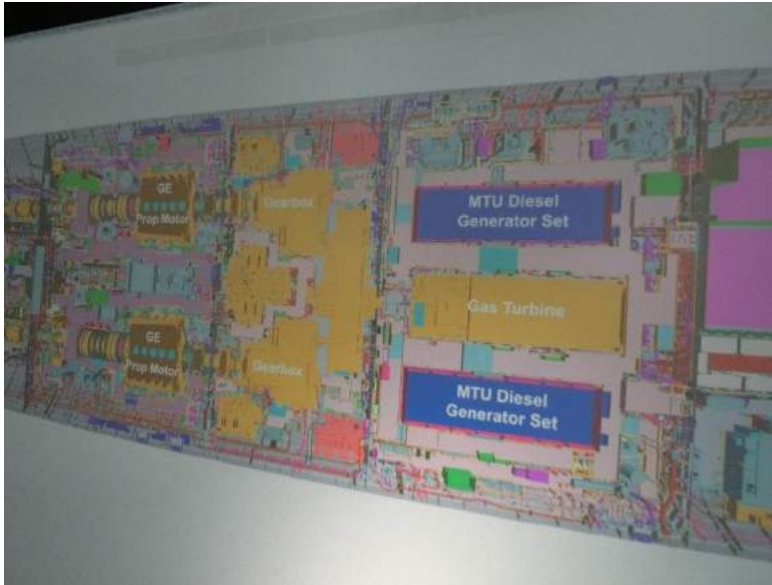 GE
Prop Motor
Gearbox
MTU Diesel
Generator Set
Gas Turbine
GE
Prop Motor
Gearbox
MTU Diesel
Generator Set